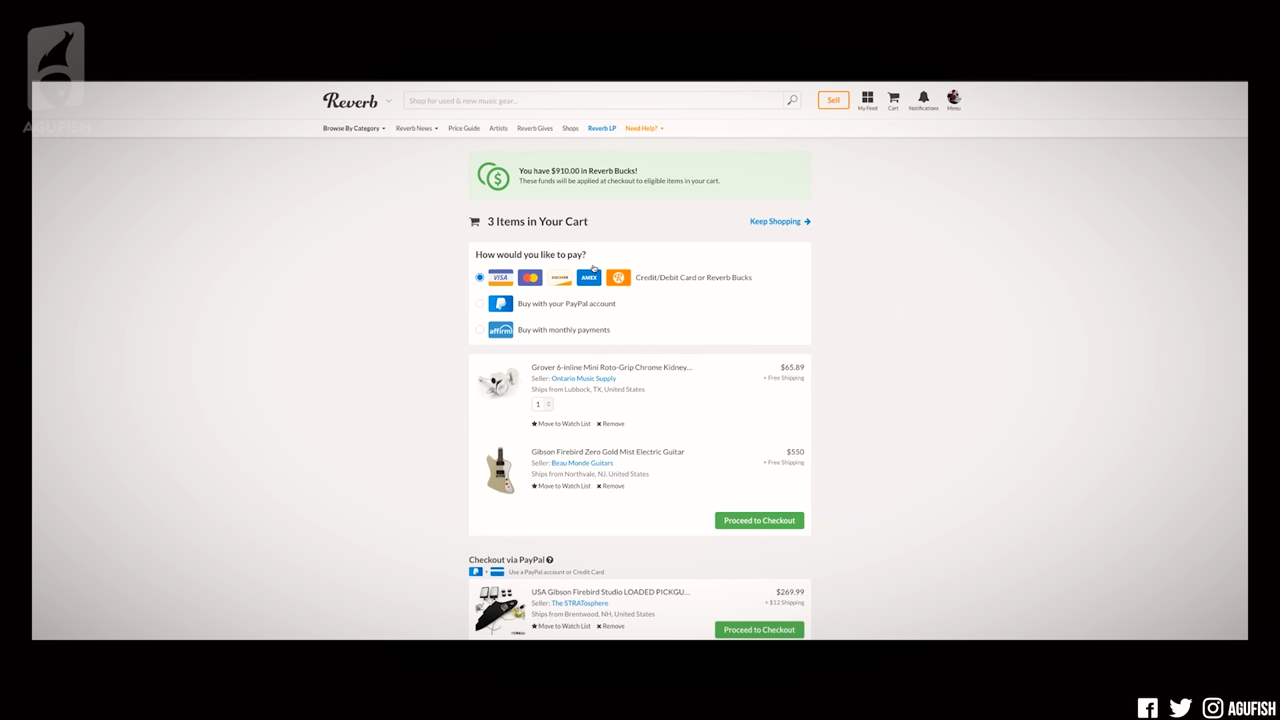 AGUFISH
Reverb
Shop for used & new music gear...
Sell
My Feed
Cart
Notifications
Menu
Browse By Category
Reverb News
Price Guide
Artists
Reverb Gives
Shops
Reverb LP
Need Help?
You have $910.00 in Reverb Bucks!
These funds will be applied at checkout to eligible items in your cart.
3 Items in Your Cart
Keep Shopping
How would you like to pay?
VISA
DISCOVER
AMEX
Credit/Debit Card or Reverb Bucks
Buy with your PayPal account
affirm
Buy with monthly payments
Grover 6-inline Mini Roto-Grip Chrome Kidney...
$65.89
Seller: Ontario Music Supply
+ Free Shipping
Ships from Lubbock, TX, United States
1
Move to Watch List
Remove
Gibson Firebird Zero Gold Mist Electric Guitar
$550
Seller: Beau Monde Guitars
+ Free Shipping
Ships from Northvale, NJ, United States
Move to Watch List
Remove
Proceed to Checkout
Checkout via PayPal
Use a PayPal account or Credit Card
USA Gibson Firebird Studio LOADED PICKGU...
$269.99
Seller: The STRATosphere
+ $12 Shipping
Ships from Brentwood, NH, United States
Move to Watch List
Remove
Proceed to Checkout
AGUFISH